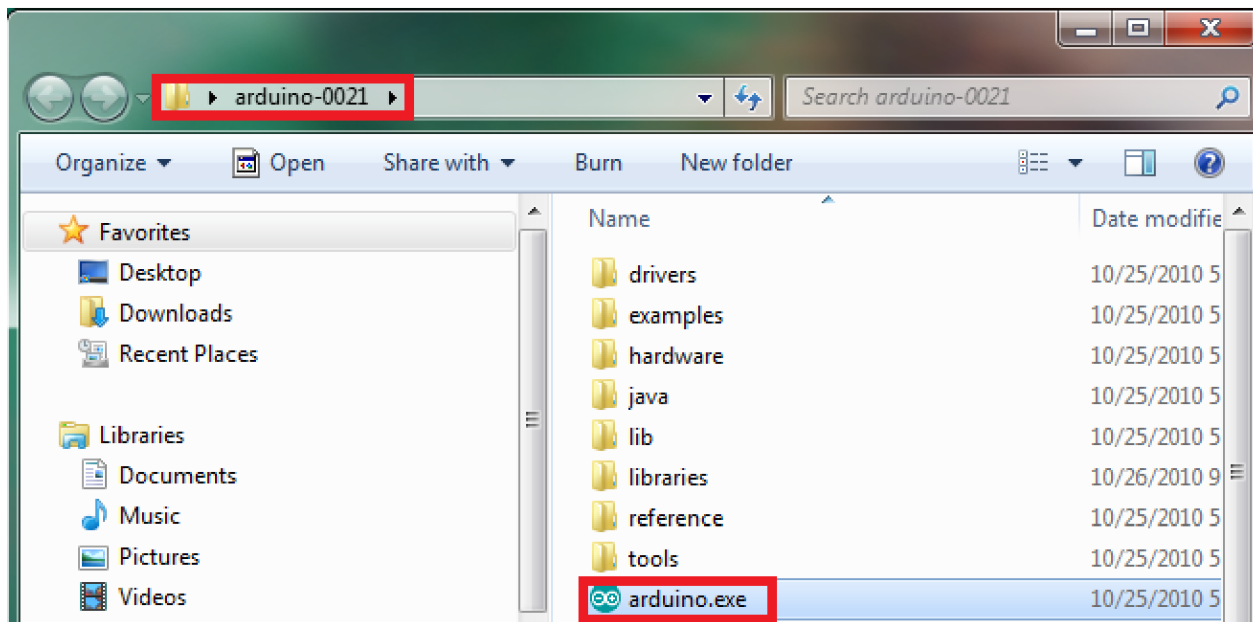 arduino-0021
Search arduino-0021
Organize Open Share with Burn New folder
Name Date modifie
Favorites
Desktop drivers 10/25/2010 5
Downloads examples 10/25/2010 5
Recent Places hardware 10/25/2010 5
java 10/25/2010 5
Libraries lib 10/25/2010 5
Documents libraries 10/26/2010 9
Music reference 10/25/2010 5
Pictures tools 10/25/2010 5
Videos arduino.exe 10/25/2010 5